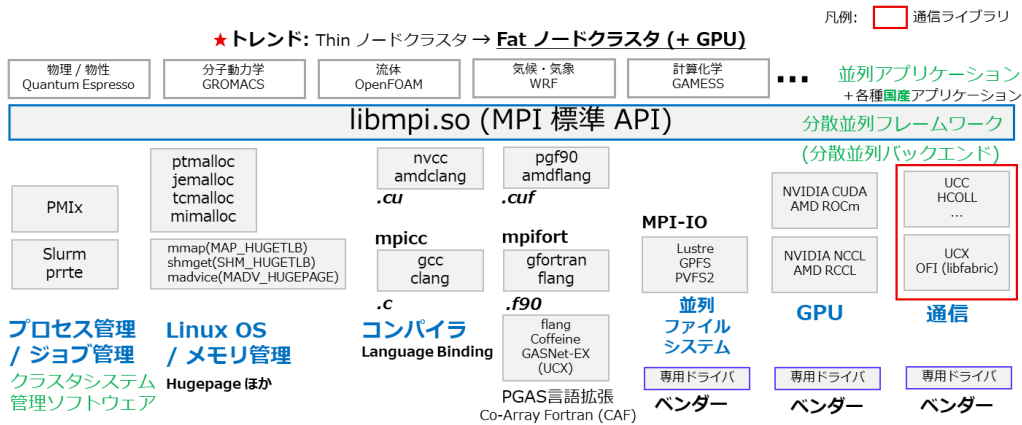 凡例: 通信ライブラリ
★トレンド: Thin ノードクラスタ → Fat ノードクラスタ (+ GPU)
物理 / 物性
Quantum Espresso
分子動力学
GROMACS
流体
OpenFOAM
気候・気象
WRF
計算化学
GAMESS
...
並列アプリケーション
＋各種国産アプリケーション
libmpi.so (MPI 標準 API)
分散並列フレームワーク
(分散並列バックエンド)
PMIx
Slurm
prrte
プロセス管理
/ ジョブ管理
クラスタシステム
管理ソフトウェア
ptmalloc
jemalloc
tcmalloc
mimalloc
mmap(MAP_HUGETLB)
shmget(SHM_HUGETLB)
madvice(MADV_HUGEPAGE)
Linux OS
/ メモリ管理
Hugepage ほか
nvcc
amdclang
.cu
mpicc
gcc
clang
.c
コンパイラ
Language Binding
pgf90
amdflang
.cuf
mpifort
gfortran
flang
.f90
flang
Coffeine
GASNet-EX
(UCX)
PGAS言語拡張
Co-Array Fortran (CAF)
MPI-IO
Lustre
GPFS
PVFS2
並列
ファイル
システム
専用ドライバ
ベンダー
NVIDIA CUDA
AMD ROCm
NVIDIA NCCL
AMD RCCL
GPU
専用ドライバ
ベンダー
UCC
HCOLL
...
UCX
OFI (libfabric)
通信
専用ドライバ
ベンダー